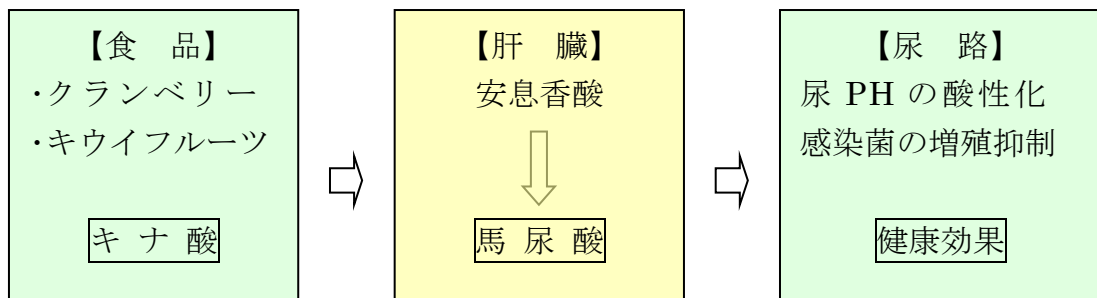 【食　品】
・クランベリー
・キウイフルーツ
キ ナ 酸
【肝　臓】
安息香酸
馬 尿 酸
【尿　路】
尿 PH の酸性化
感染菌の増殖抑制
健康効果